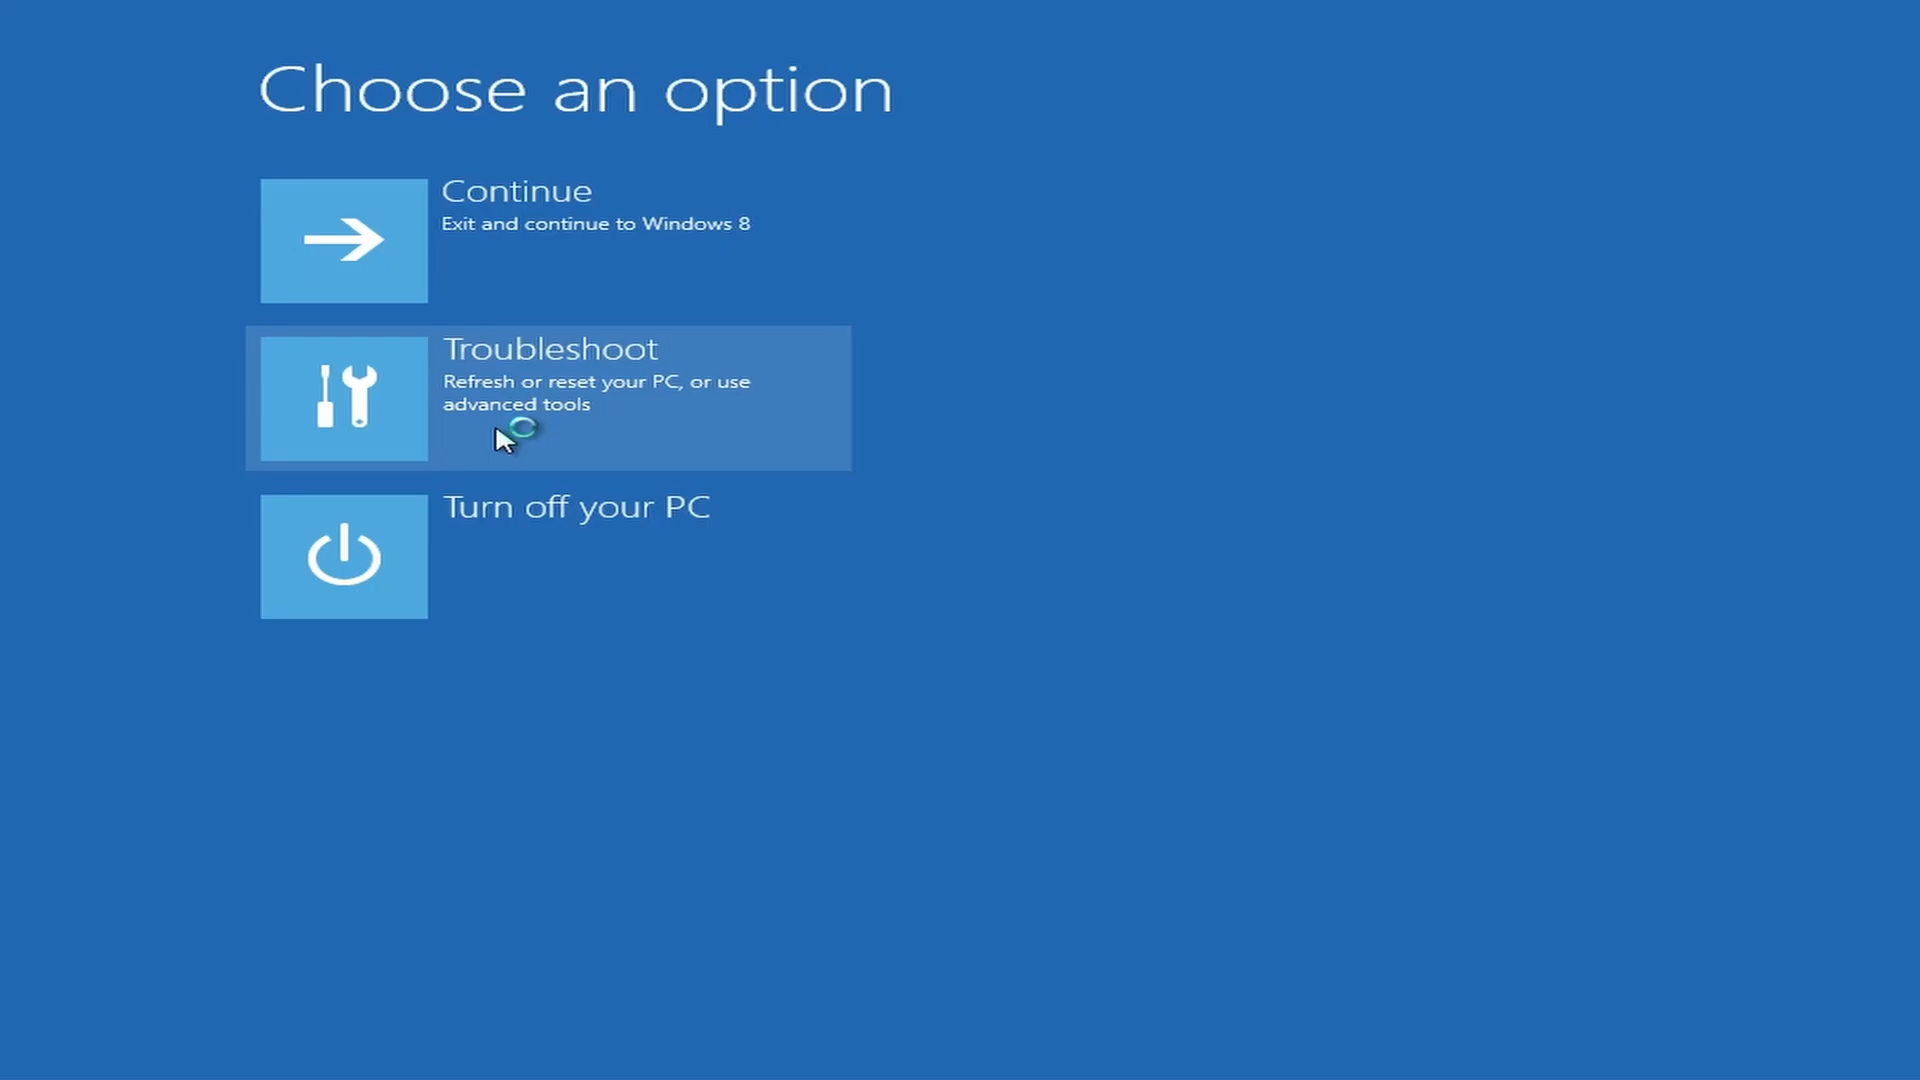 Choose an option
Continue
Exit and continue to Windows 8
Troubleshoot
Refresh or reset your PC, or use
advanced tools
Turn off your PC